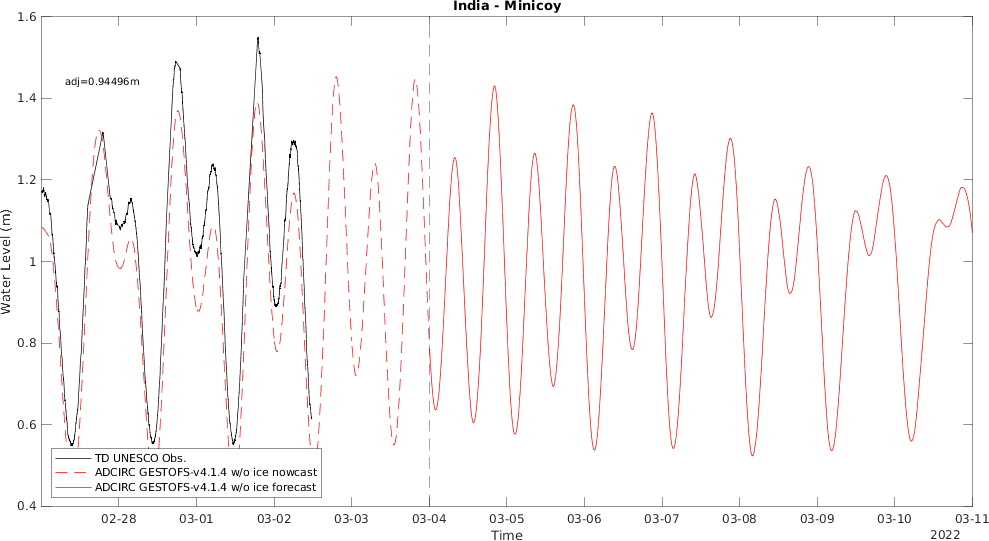 India - Minicoy
1.6
1.4
1.2
1
0.8
0.6
0.4
Water Level (m)
adj=0.94496m
TD UNESCO Obs.
ADCIRC GESTOFS-v4.1.4 w/o ice nowcast
ADCIRC GESTOFS-v4.1.4 w/o ice forecast
02-28 03-01 03-02 03-03 03-04 03-05 03-06 03-07 03-08 03-09 03-10 03-11
Time
2022